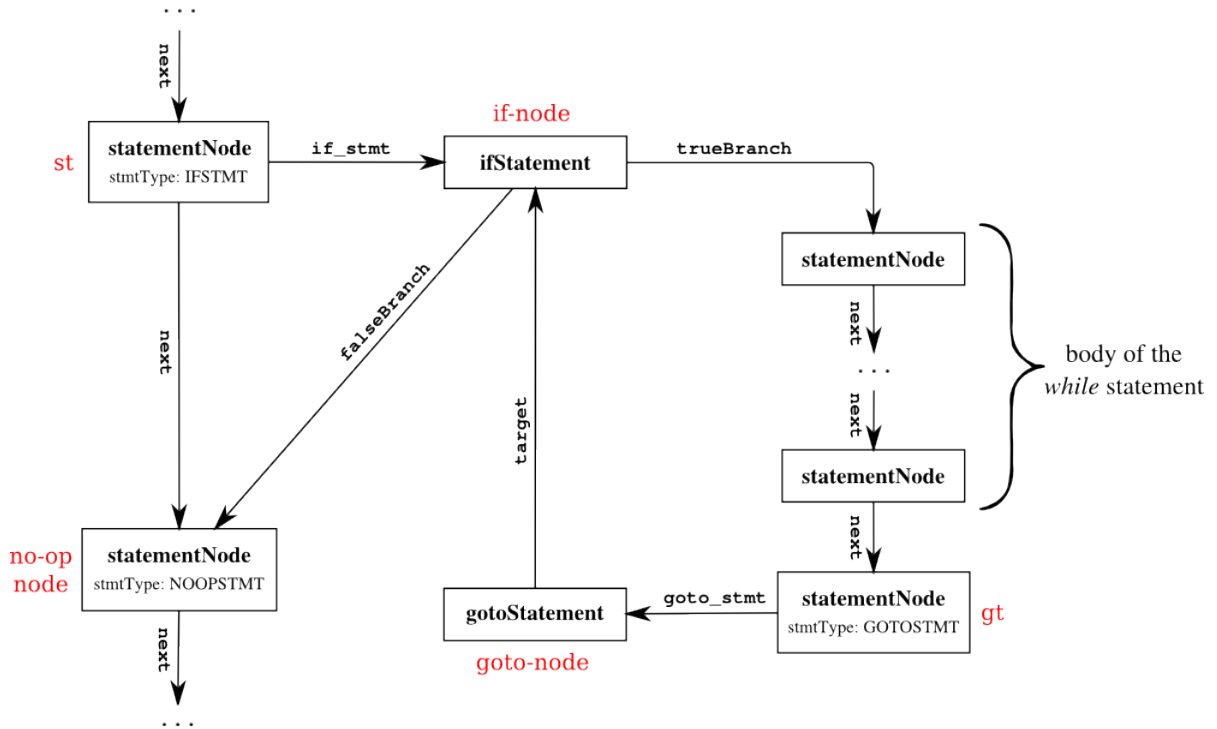 ...
next
if-node
statementNode
stmtType: IFSTMT
st
if_stmt
ifStatement
trueBranch
statementNode
next
falseBranch
next
...
body of the
while statement
target
next
statementNode
next
no-op
node
statementNode
stmtType: NOOPSTMT
gotoStatement
goto_stmt
statementNode
stmtType: GOTOSTMT
gt
goto-node
next
...